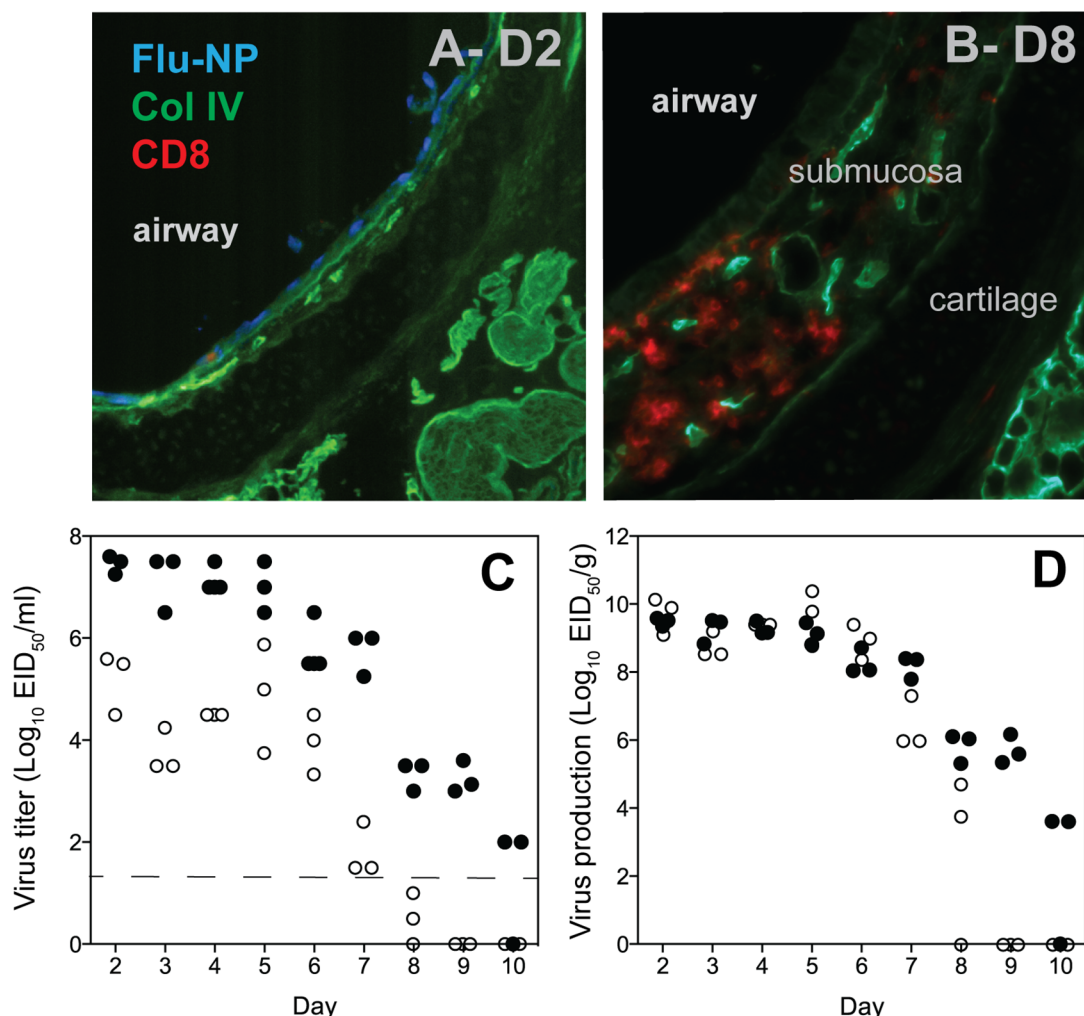 Flu-NP
Col IV
CD8
airway
A- D2
B- D8
airway
submucosa
cartilage
C
Virus titer (Log10 EID50/ml)
8
6
4
2
0
2 3 4 5 6 7 8 9 10
Day
D
Virus production (Log10 EID50/g)
12
10
8
6
4
2
0
2 3 4 5 6 7 8 9 10
Day